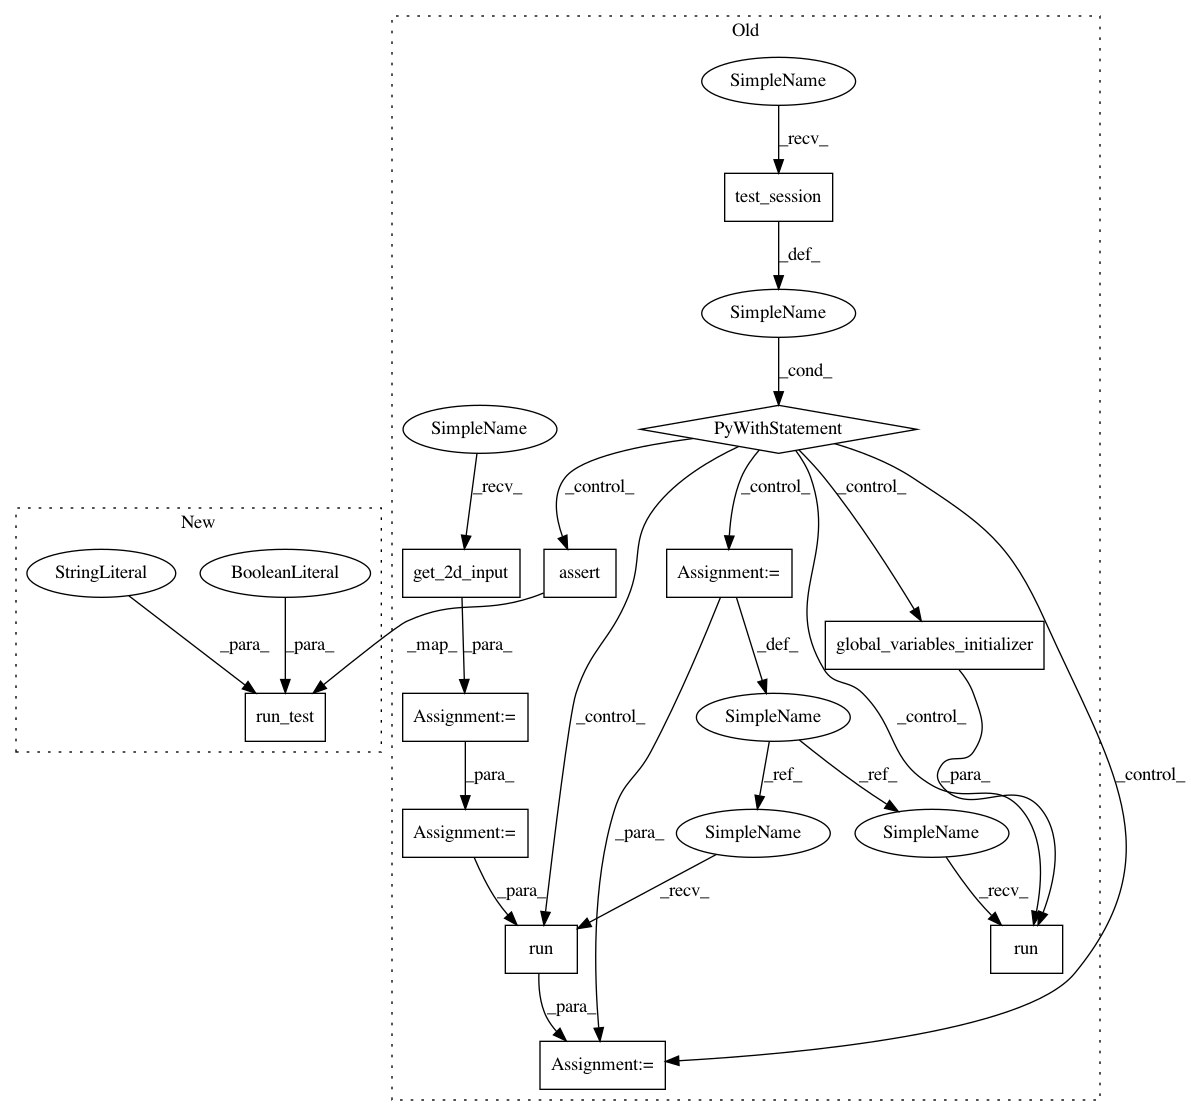 Old
SimpleName
_recv_
test_session
_def_
SimpleName
_cond_
SimpleName
PyWithStatement
_recv_
_control_
_control_
_control_
New
StringLiteral
BooleanLiteral
get_2d_input
assert
Assignment:=
global_variables_initializer
_para_
_para_
_map_
_para_
_def_
run_test
Assignment:=
_control_
SimpleName
_control_
_para_
_ref_
_ref_
_para_
_control_
Assignment:=
_para_
SimpleName
SimpleName
_para_
_recv_
_recv_
run
run
_para_
Assignment:=